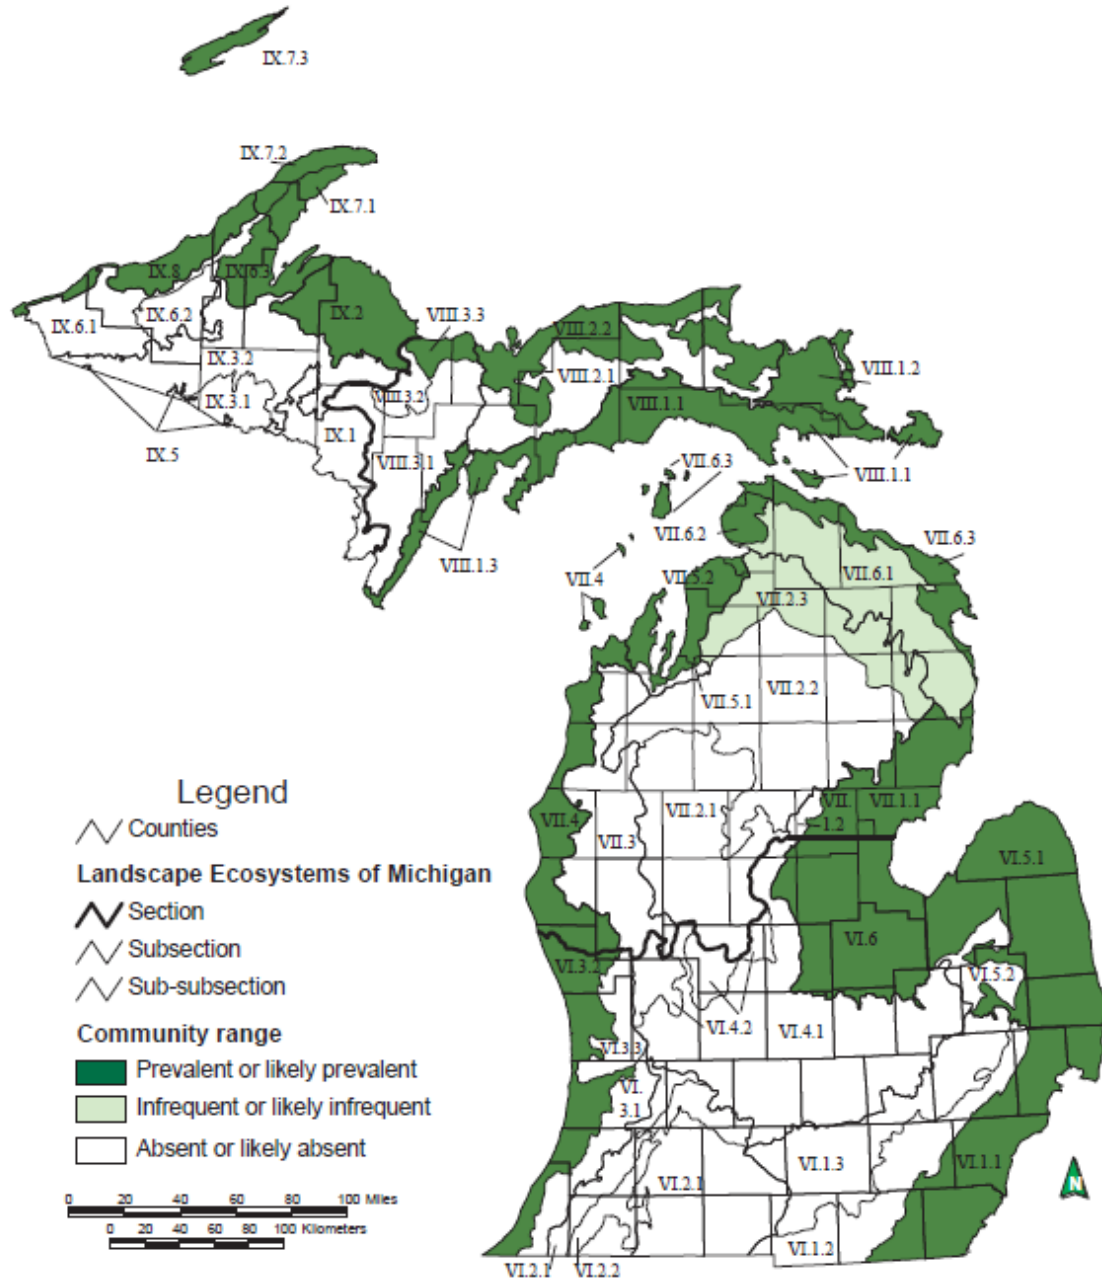 IX.7.3
IX.7.2
IX.7.1
IX.8
IX.6.3
IX.2
IX.6.1
IX.6.2
VIII.3.3
VIII.2.2
VIII.1.2
IX.3.2
VIII.2.1
IX.3.1
VIII.3.2
VIII.1.1
IX.5
IX.1
VIII.3.1
VIII.1.1
VII.6.3
VII.6.2
VII.6.3
VIII.1.3
VII.4
VII.5.2
VII.6.1
VII.2.3
VII.5.1
VII.2.2
VII.4
VII.3
VII.2.1
VII.
1.2
VII.1.1
VI.5.1
VI.3.2
VI.6
VI.5.2
VI.3.3
VI.4.2
VI.4.1
VI.
3.1
VI.2.1
VI.1.3
VI.1.1
VI.1.2
VI.2.1
VI.2.2
Legend
Counties
Landscape Ecosystems of Michigan
Section
Subsection
Sub-subsection
Community range
Prevalent or likely prevalent
Infrequent or likely infrequent
Absent or likely absent
0 20 40 60 80 100 Miles
0 20 40 60 80 100 Kilometers
N